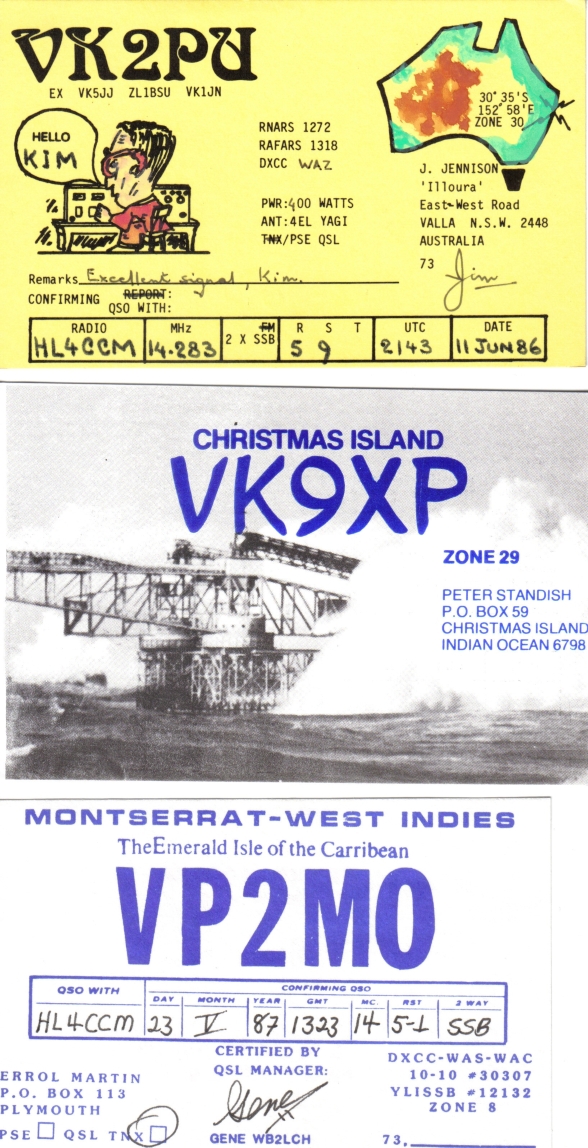 VK2PU
EX VK5JJ ZL1BSU VK1JN
HELLO
KIM
30°35'S
152°58'E
ZONE 30
RNARS 1272
RAFARS 1318
DXCC WAZ
PWR:400 WATTS
ANT:4EL YAGI
TNX/PSE QSL
J. JENNISON
'Illoura'
East-West Road
VALLA N.S.W. 2448
AUSTRALIA
73 Jim
Remarks Excellent signal, Kim.
CONFIRMING REPORT:
QSO WITH:
RADIO MHz 2 X FM SSB R S T UTC DATE
HL4CCM 14.283 5 9 2143 11 JUN 86
CHRISTMAS ISLAND
VK9XP
ZONE 29
PETER STANDISH
P.O. BOX 59
CHRISTMAS ISLAND
INDIAN OCEAN 6798
MONTSERRAT-WEST INDIES
The Emerald Isle of the Carribean
VP2MO
QSO WITH CONFIRMING QSO
DAY MONTH YEAR GMT MC. RST 2 WAY
HL4CCM 23 V 87 1323 14 5-1 SSB
ERROL MARTIN
P.O. BOX 113
PLYMOUTH
PSE QSL TNX
CERTIFIED BY
QSL MANAGER:
Gene
GENE WB2LCH
DXCC-WAS-WAC
10-10 #30307
YLISSB #12132
ZONE 8
73,